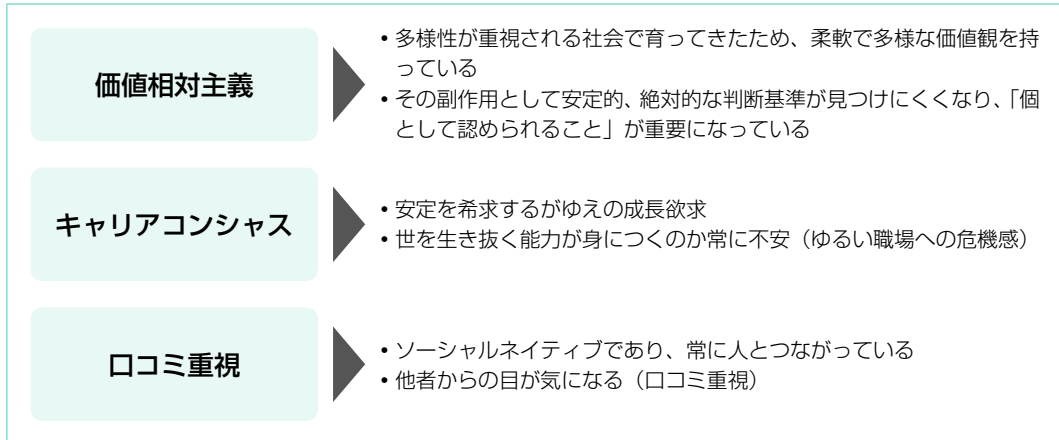 価値相対主義
•多様性が重視される社会で育ってきたため、柔軟で多様な価値観を持
っている
•その副作用として安定的、絶対的な判断基準が見つけにくくなり、「個
として認められること」が重要になっている
キャリアコンシャス
•安定を希求するがゆえの成長欲求
•世を生き抜く能力が身につくのか常に不安（ゆるい職場への危機感）
口コミ重視
•ソーシャルネイティブであり、常に人とつながっている
•他者からの目が気になる（口コミ重視）